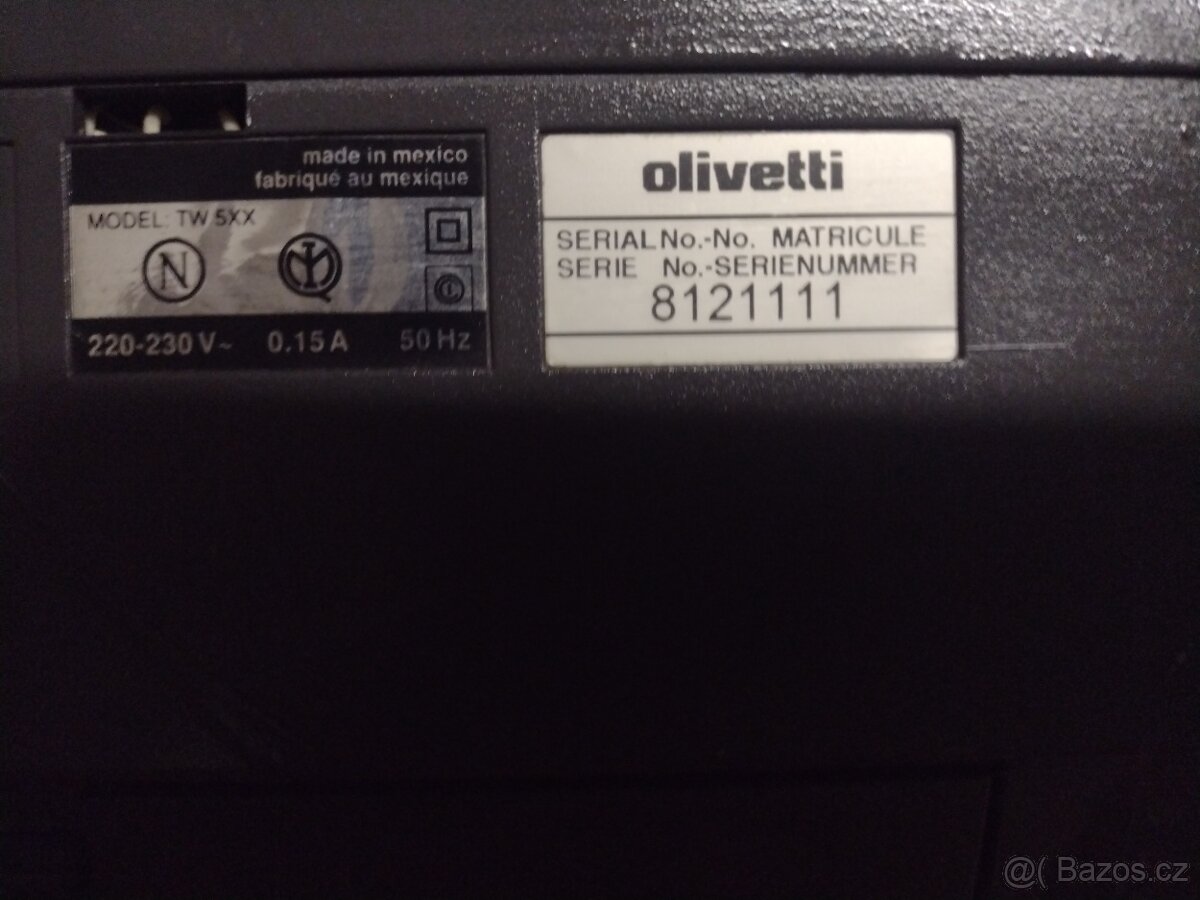 made in mexico
fabriqué au mexique
MODEL: TW 5XX
N
220-230 V~ 0.15 A 50 Hz
olivetti
SERIAL No.-No. MATRICULE
SERIE No.-SERIENUMMER
8121111
@( Bazos.cz